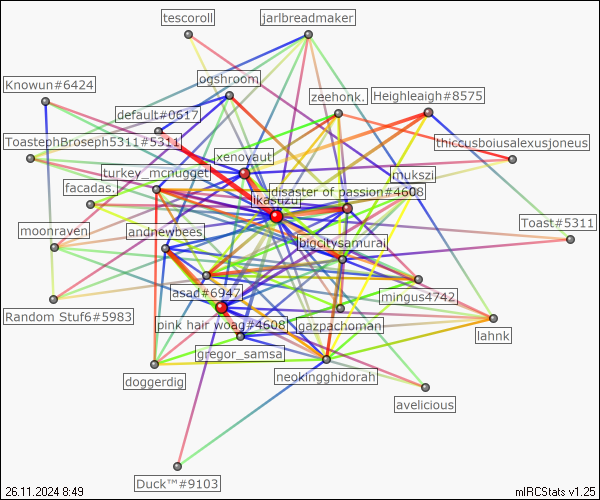 tescoroll
jarlbreadmaker
Knowun#6424
ogshroom
zeehonk.
Heighleaigh#8575
default#0617
ToastephBroseph5311#5311
thiccusboiusalexusjoneus
xenoyaut
turkey_mcnugget
mukszi
facadas.
disaster of passion#4608
likasuzui
Toast#5311
moonraven
andnewbees
jbigcitysamurai
asad#6947
mingus4742
Random Stuf6#5983
pink hair woag#4608
gazpachoman
lahnk
gregor_samsa
doggerdig
neokingghidorah
avelicious
Duck™#9103
26.11.2024 8:49
mIRCStats v1.25